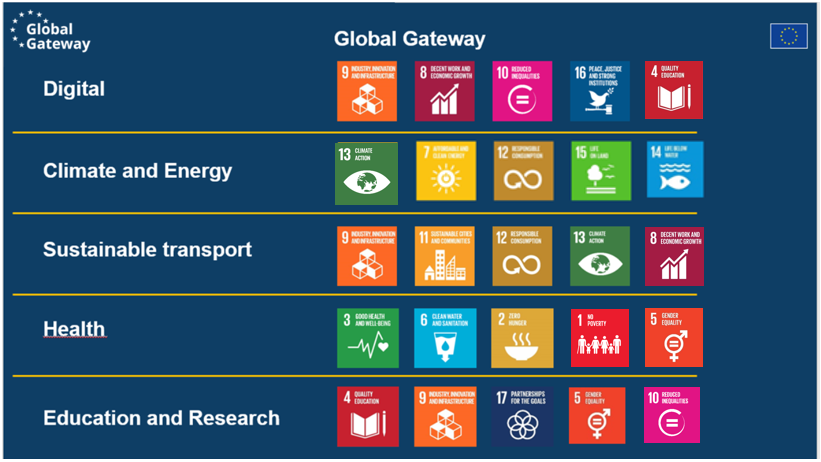 Global
Gateway
Global Gateway
Digital
9 INDUSTRY, INNOVATION
AND INFRASTRUCTURE
8 DECENT WORK AND
ECONOMIC GROWTH
10 REDUCED
INEQUALITIES
16 PEACE, JUSTICE
AND STRONG
INSTITUTIONS
4 QUALITY
EDUCATION
Climate and Energy
13 CLIMATE
ACTION
7 AFFORDABLE AND
CLEAN ENERGY
12 RESPONSIBLE
CONSUMPTION
15 LIFE
ON LAND
14 LIFE BELOW
WATER
Sustainable transport
9 INDUSTRY, INNOVATION
AND INFRASTRUCTURE
11 SUSTAINABLE CITIES
AND COMMUNITIES
12 RESPONSIBLE
CONSUMPTION
13 CLIMATE
ACTION
8 DECENT WORK AND
ECONOMIC GROWTH
Health
3 GOOD HEALTH
AND WELL-BEING
6 CLEAN WATER
AND SANITATION
2 ZERO
HUNGER
1 NO
POVERTY
5 GENDER
EQUALITY
Education and Research
4 QUALITY
EDUCATION
9 INDUSTRY, INNOVATION
AND INFRASTRUCTURE
17 PARTNERSHIPS
FOR THE GOALS
5 GENDER
EQUALITY
10 REDUCED
INEQUALITIES